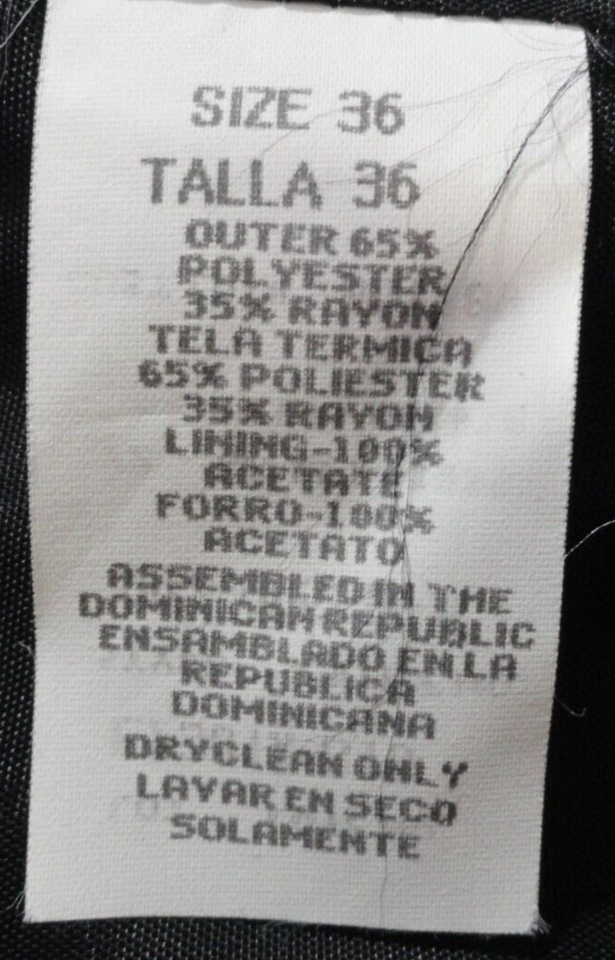 SIZE 36
TALLA 36
OUTER 65%
POLYESTER
35% RAYON
TELA TERMICA
65% POLIESTER
35% RAYON
LINING-100%
ACETATE
FORRO-100%
ACETATO
ASSEMBLED IN THE
DOMINICAN REPUBLIC
ENSAMBLADO EN LA
REPUBLICA
DOMINICANA
DRYCLEAN ONLY
LAVAR EN SECO
SOLAMENTE